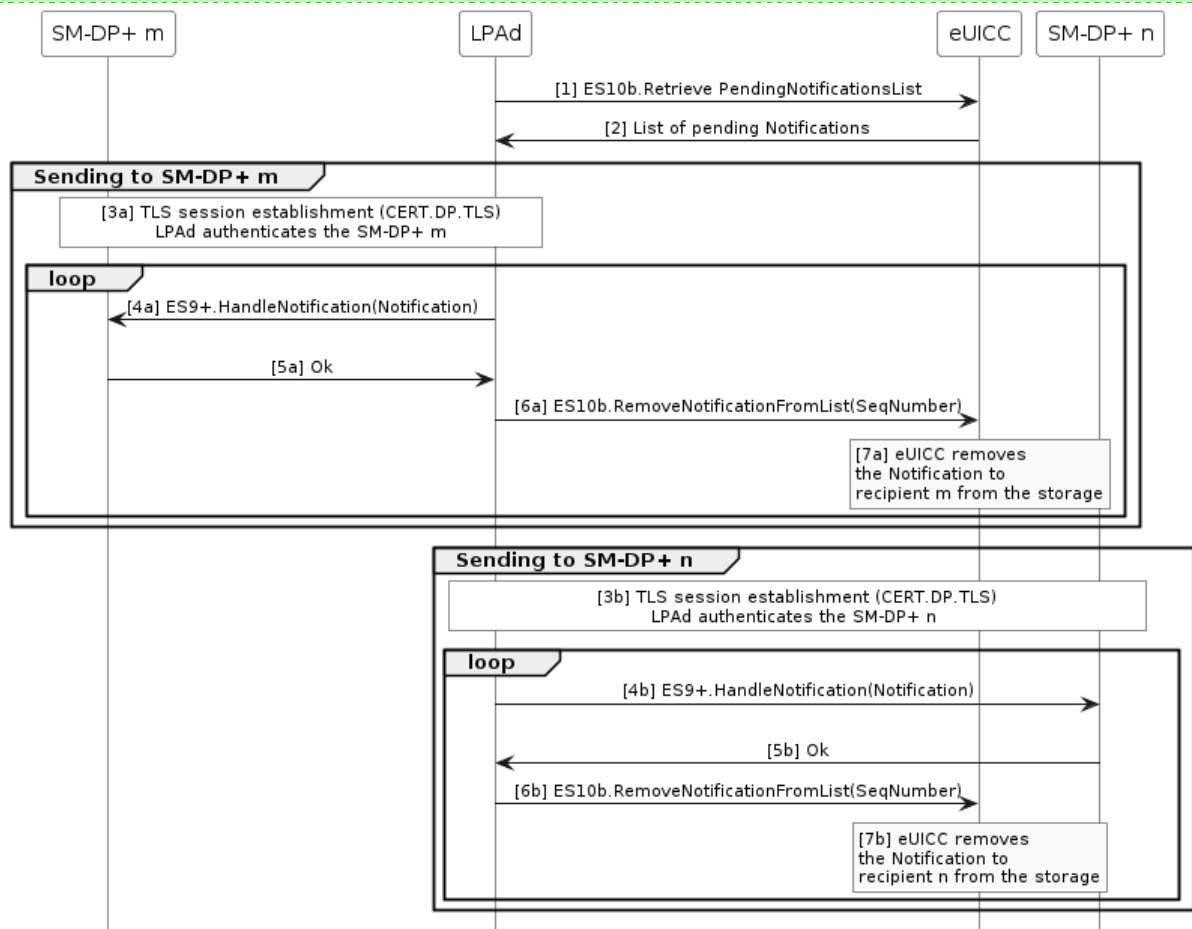 SM-DP+ m
LPAd
eUICC
SM-DP+ n
[1] ES10b.Retrieve PendingNotificationsList
[2] List of pending Notifications
Sending to SM-DP+ m
[3a] TLS session establishment (CERT.DP.TLS)
LPAd authenticates the SM-DP+ m
loop
[4a] ES9+.HandleNotification(Notification)
[5a] Ok
[6a] ES10b.RemoveNotificationFromList(SeqNumber)
[7a] eUICC removes
the Notification to
recipient m from the storage
Sending to SM-DP+ n
[3b] TLS session establishment (CERT.DP.TLS)
LPAd authenticates the SM-DP+ n
loop
[4b] ES9+.HandleNotification(Notification)
[5b] Ok
[6b] ES10b.RemoveNotificationFromList(SeqNumber)
[7b] eUICC removes
the Notification to
recipient n from the storage